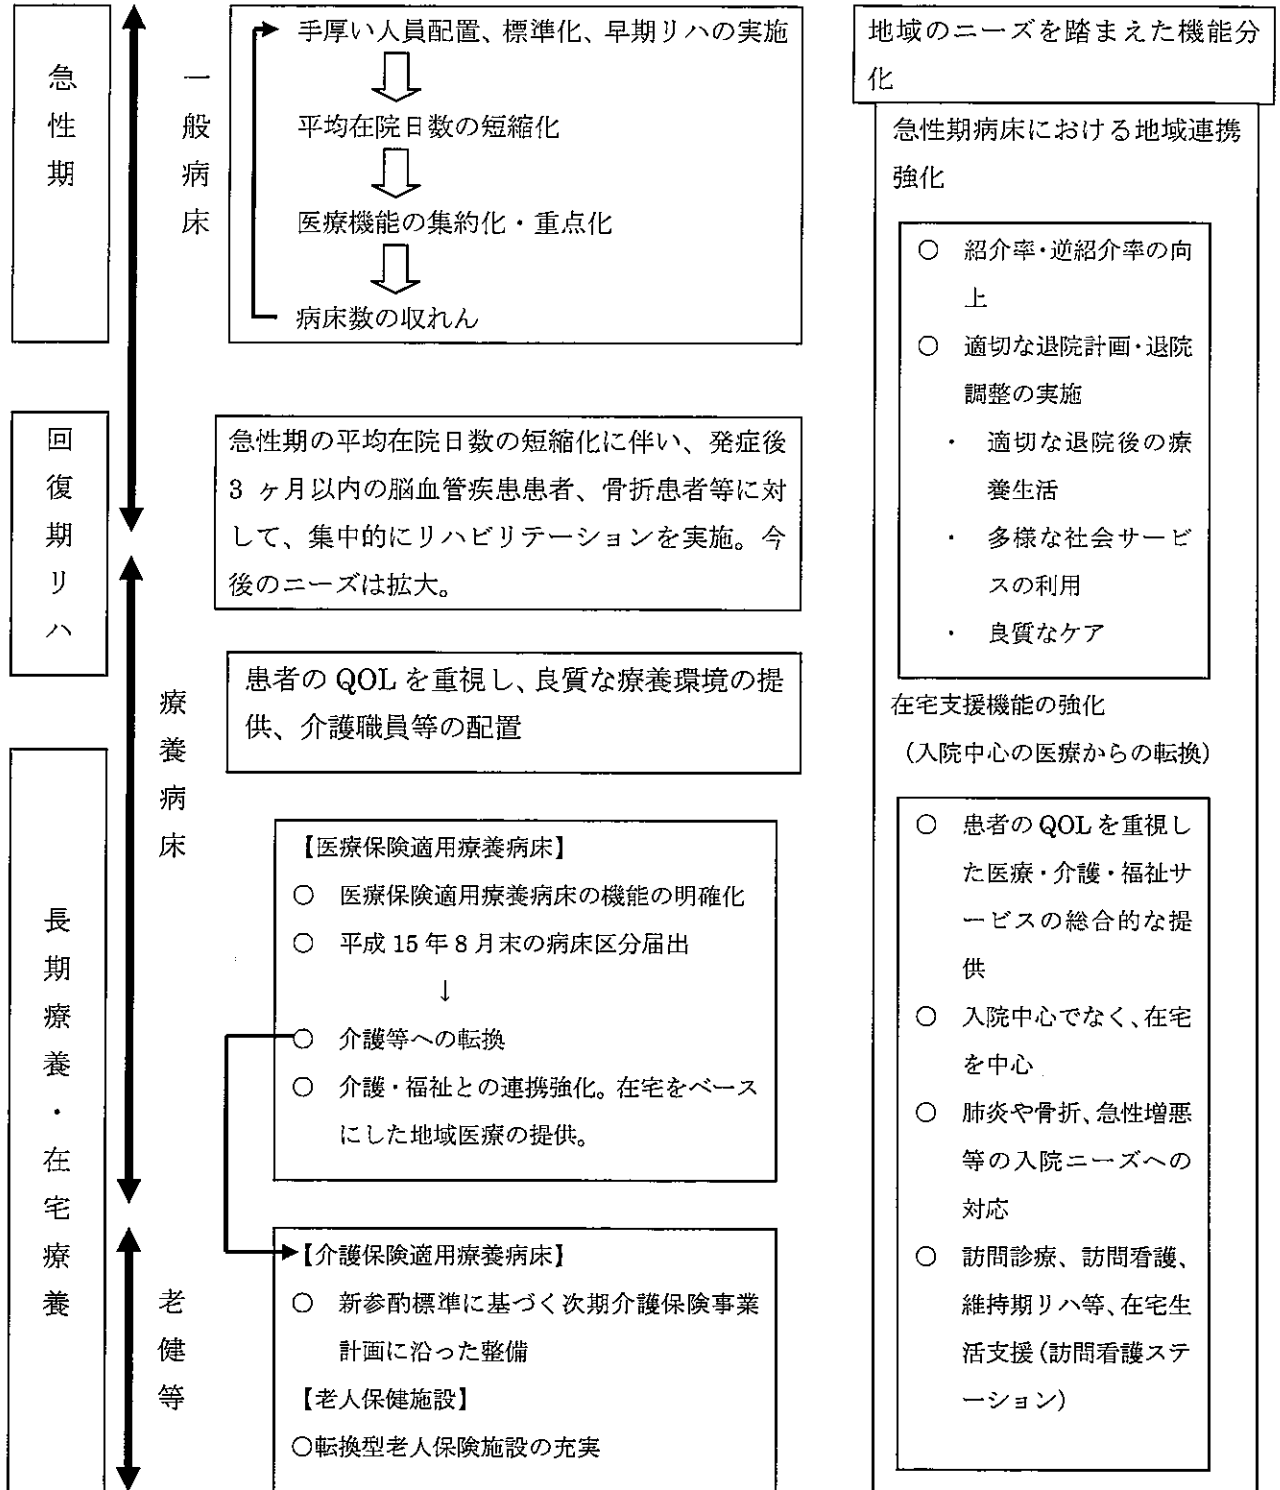 急性期
一般病床
手厚い人員配置、標準化、早期リハの実施
平均在院日数の短縮化
医療機能の集約化・重点化
病床数の収れん
回復期リハ
急性期の平均在院日数の短縮化に伴い、発症後
3 ヶ月以内の脳血管疾患患者、骨折患者等に対
して、集中的にリハビリテーションを実施。今
後のニーズは拡大。
療養病床
患者の QOL を重視し、良質な療養環境の提
供、介護職員等の配置
長期療養・在宅療養
【医療保険適用療養病床】
○ 医療保険適用療養病床の機能の明確化
○ 平成 15 年 8 月末の病床区分届出
↓
○ 介護等への転換
○ 介護・福祉との連携強化。在宅をベース
にした地域医療の提供。
老健等
【介護保険適用療養病床】
○ 新参酌標準に基づく次期介護保険事業
計画に沿った整備
【老人保健施設】
○転換型老人保険施設の充実
地域のニーズを踏まえた機能分
化
急性期病床における地域連携
強化
○ 紹介率・逆紹介率の向
上
○ 適切な退院計画・退院
調整の実施
・ 適切な退院後の療
養生活
・ 多様な社会サービ
スの利用
・ 良質なケア
在宅支援機能の強化
（入院中心の医療からの転換）
○ 患者の QOL を重視し
た医療・介護・福祉サ
ービスの総合的な提
供
○ 入院中心でなく、在宅
を中心
○ 肺炎や骨折、急性増悪
等の入院ニーズへの
対応
○ 訪問診療、訪問看護、
維持期リハ等、在宅生
活支援（訪問看護ステ
ーション）